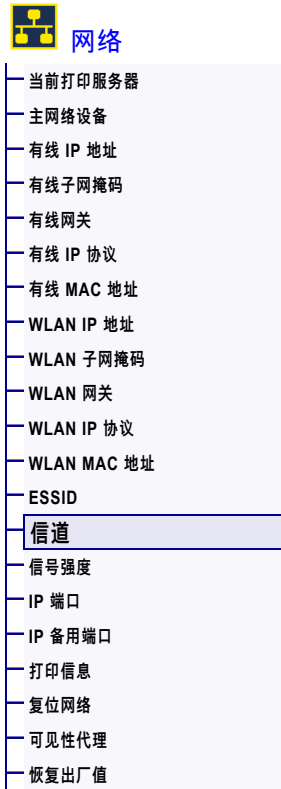 网络
当前打印服务器
主网络设备
有线 IP 地址
有线子网掩码
有线网关
有线 IP 协议
有线 MAC 地址
WLAN IP 地址
WLAN 子网掩码
WLAN 网关
WLAN IP 协议
WLAN MAC 地址
ESSID
信道
信号强度
IP 端口
IP 备用端口
打印信息
复位网络
可见性代理
恢复出厂值